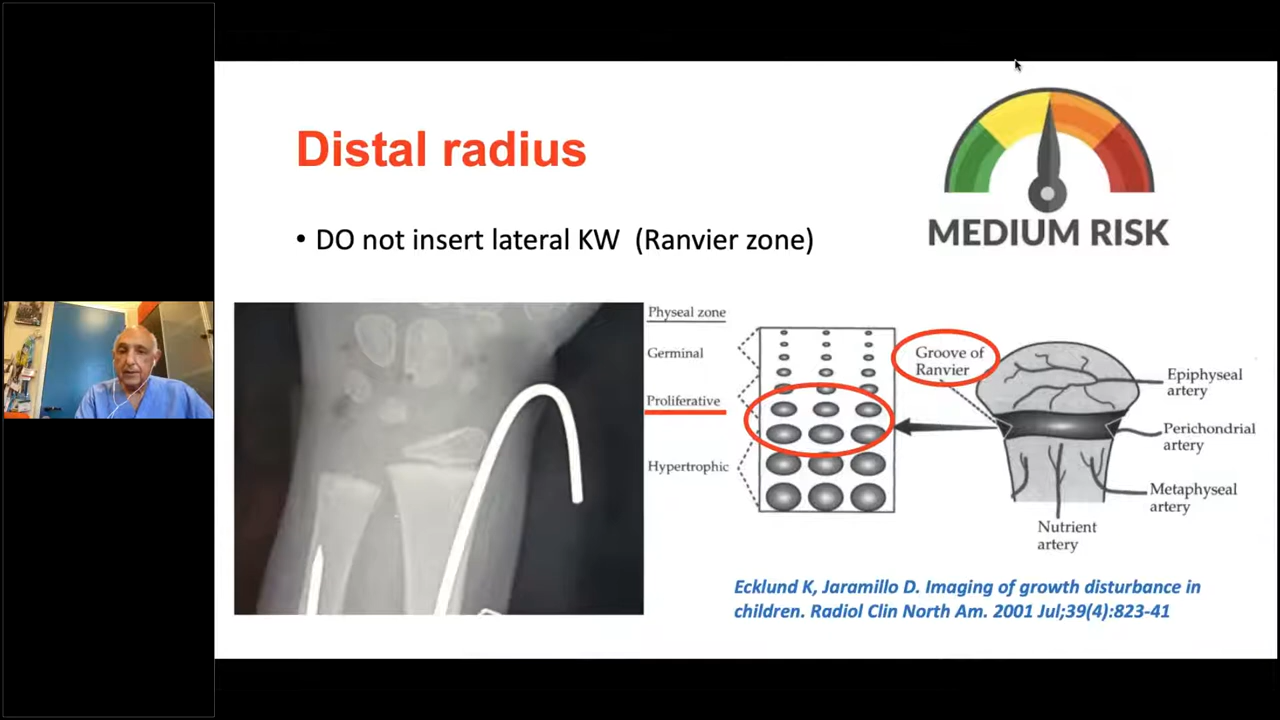 Distal radius
MEDIUM RISK
• DO not insert lateral KW (Ranvier zone)
Physeal zone
Germinal
Proliferative
Hypertrophic
Groove of
Ranvier
Epiphyseal
artery
Perichondrial
artery
Metaphyseal
artery
Nutrient
artery
Ecklund K, Jaramillo D. Imaging of growth disturbance in
children. Radiol Clin North Am. 2001 Jul;39(4):823-41